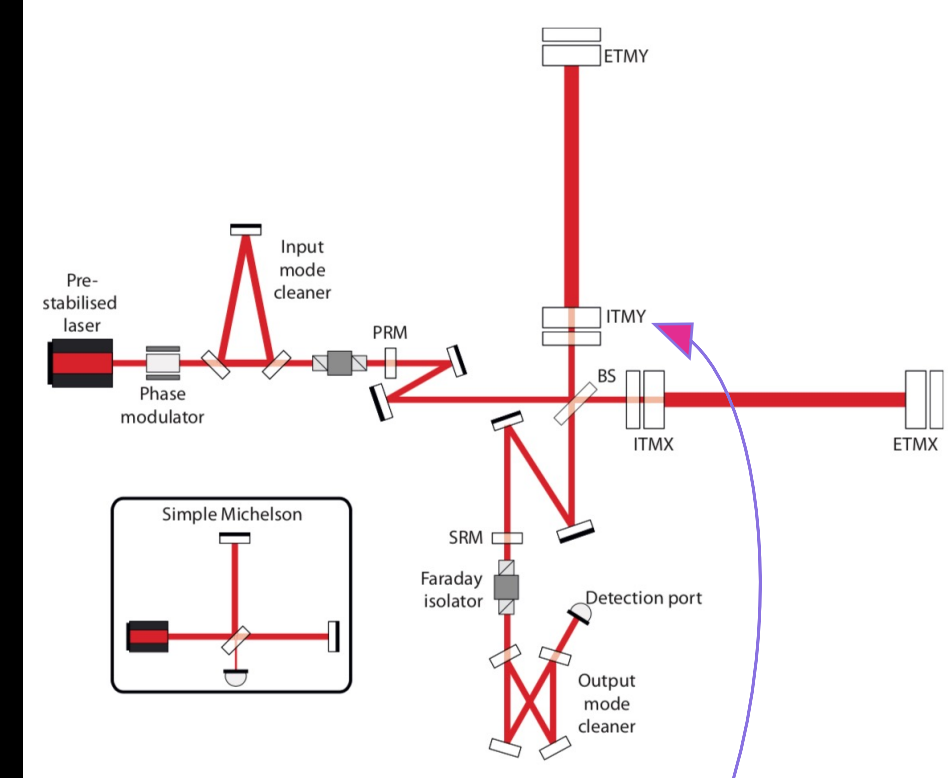 ETMY
Input
mode
cleaner
Pre-
stabilised
laser
ITMY
PRM
BS
Phase
modulator
ITMX
ETMX
Simple Michelson
SRM
Faraday
isolator
Detection port
Output
mode
cleaner